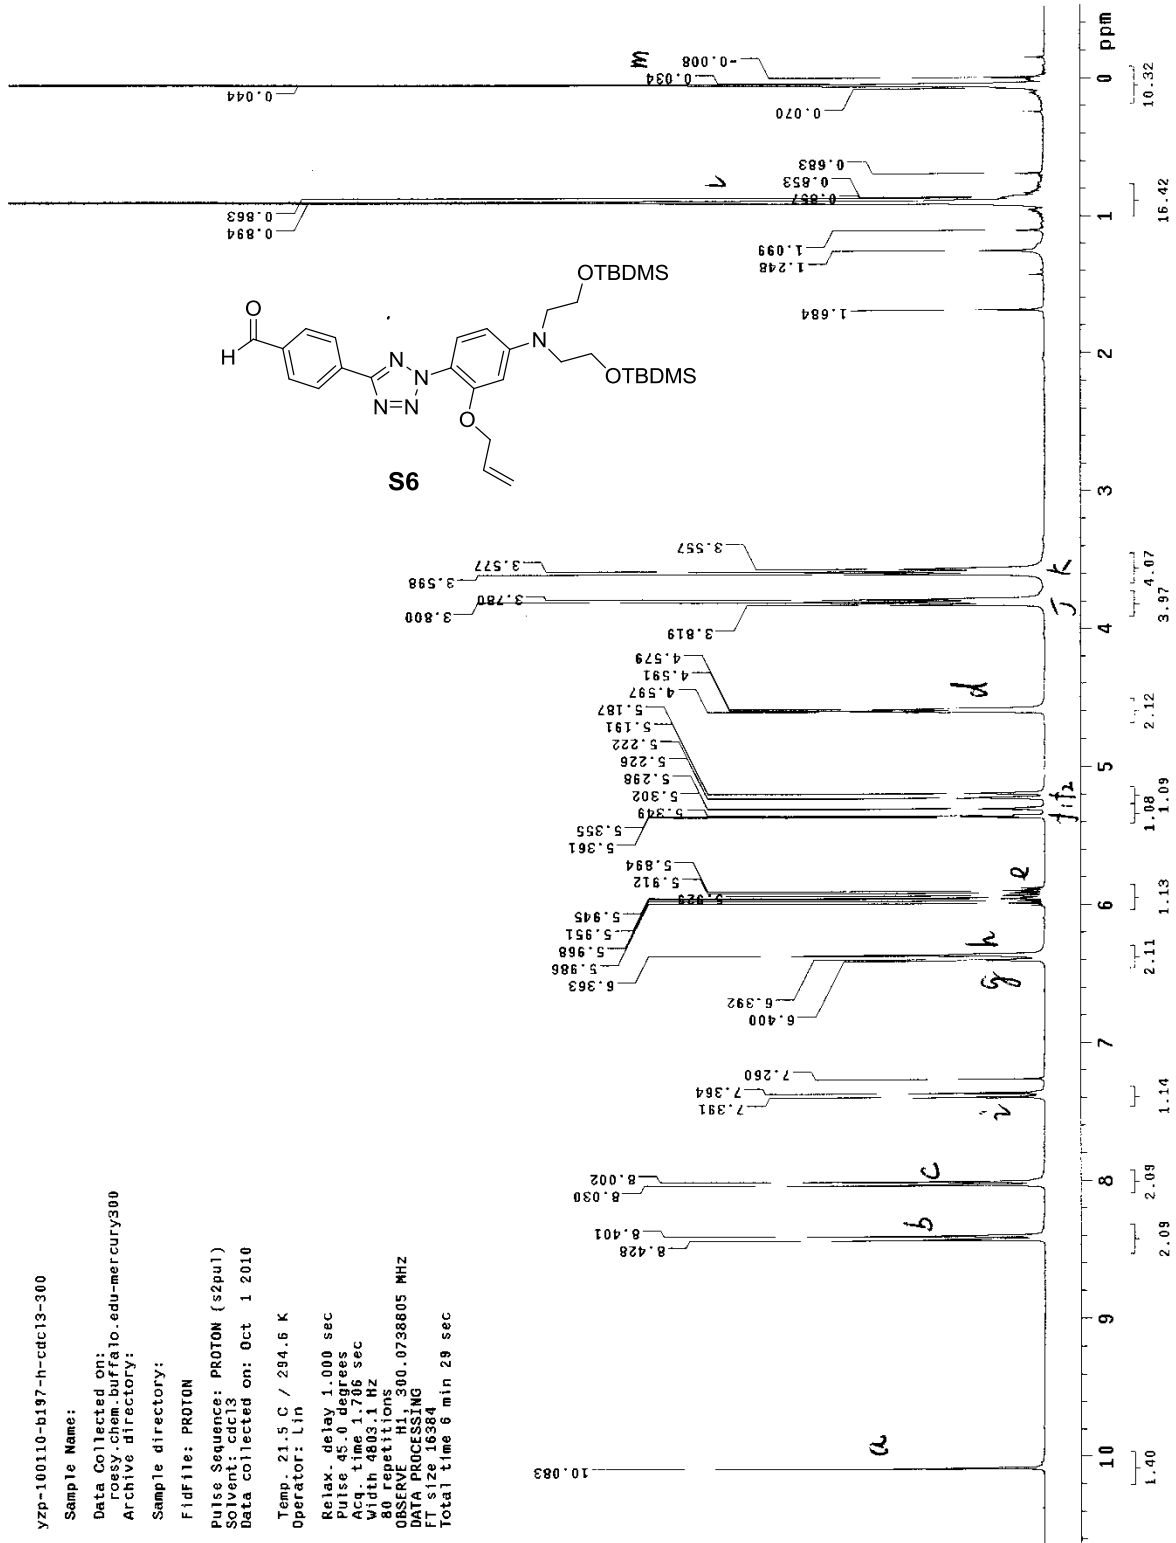 yzp-100110-b197-h-cdcl3-300
Sample Name:
Data Collected on:
roesy.chem.buffalo.edu-mercury300
Archive directory:
Sample directory:
FidFile: PROTON
Pulse Sequence: PROTON (s2pul)
Solvent: cdcl3
Data collected on: Oct 1 2010
Temp. 21.5 C / 294.6 K
Operator: Lin
Relax. delay 1.000 sec
Pulse 45.0 degrees
Acq. time 1.706 sec
Width 4803.1 Hz
80 repetitions
OBSERVE H1, 300.0738805 MHz
DATA PROCESSING
FT size 16384
Total time 6 min 29 sec
10.083
8.428
8.401
8.030
8.002
7.391
7.364
7.260
6.400
6.392
6.363
5.986
5.968
5.951
5.945
5.929
5.912
5.894
5.361
5.355
5.349
5.302
5.298
5.226
5.222
5.191
5.187
4.597
4.591
4.579
3.819
3.800
3.780
3.598
3.577
3.557
1.684
1.248
1.099
0.894
0.863
0.857
0.853
0.683
0.070
0.044
0.034
-0.008
O
H
N
N
N=N
N
O
OTBDMS
OTBDMS
S6
a
b
c
i
g
h
e
f1 f2
d
J
k
m
10 9 8 7 6 5 4 3 2 1 0 ppm
1.40
2.09
2.09
1.14
2.11
1.13
1.08
1.09
2.12
3.97
4.07
16.42
10.32